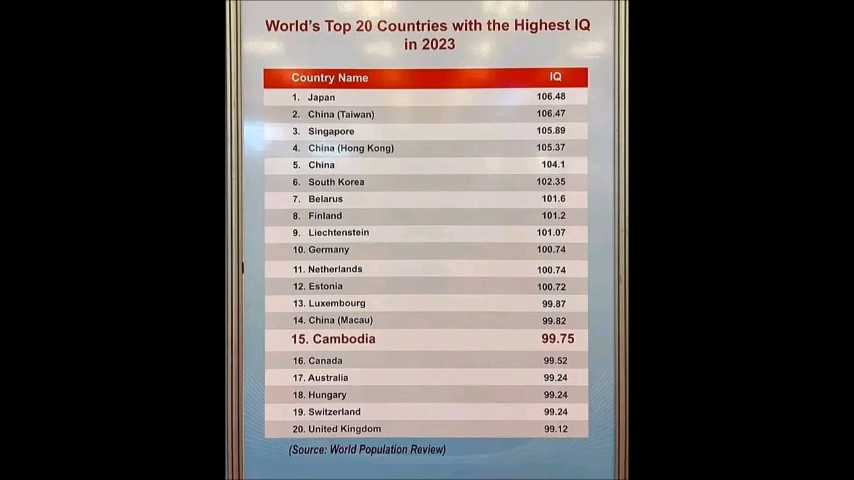 World's Top 20 Countries with the Highest IQ
in 2023
Country Name IQ
1. Japan 106.48
2. China (Taiwan) 106.47
3. Singapore 105.89
4. China (Hong Kong) 105.37
5. China 104.1
6. South Korea 102.35
7. Belarus 101.6
8. Finland 101.2
9. Liechtenstein 101.07
10. Germany 100.74
11. Netherlands 100.74
12. Estonia 100.72
13. Luxembourg 99.87
14. China (Macau) 99.82
15. Cambodia 99.75
16. Canada 99.52
17. Australia 99.24
18. Hungary 99.24
19. Switzerland 99.24
20. United Kingdom 99.12
(Source: World Population Review)